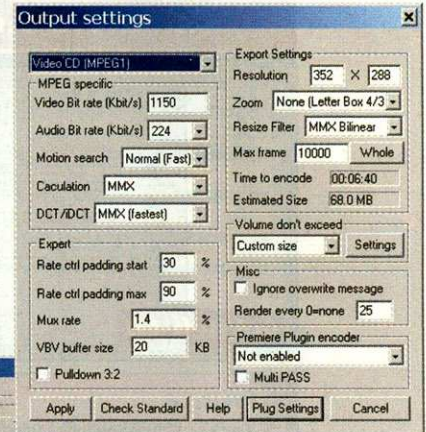 Output settings
Video CD (MPEG1)
MPEG specific
Video Bit rate (Kbit/s) 1150
Audio Bit rate (Kbit/s) 224
Motion search Normal (Fast)
Caculation MMX
DCT/iDCT MMX (fastest)
Expert
Rate ctrl padding start 30 %
Rate ctrl padding max 90 %
Mux rate 1.4 %
VBV buffer size 20 KB
Pulldown 3:2
Export Settings
Resolution 352 X 288
Zoom None (Letter Box 4/3
Resize Filter MMX Bilinear
Max frame 10000 Whole
Time to encode 00:06:40
Estimated Size 68.0 MB
Volume don't exceed
Custom size Settings
Misc
Ignore overwrite message
Render every 0=none 25
Premiere Plugin encoder
Not enabled
Multi PASS
Apply Check Standard Help Plug Settings Cancel